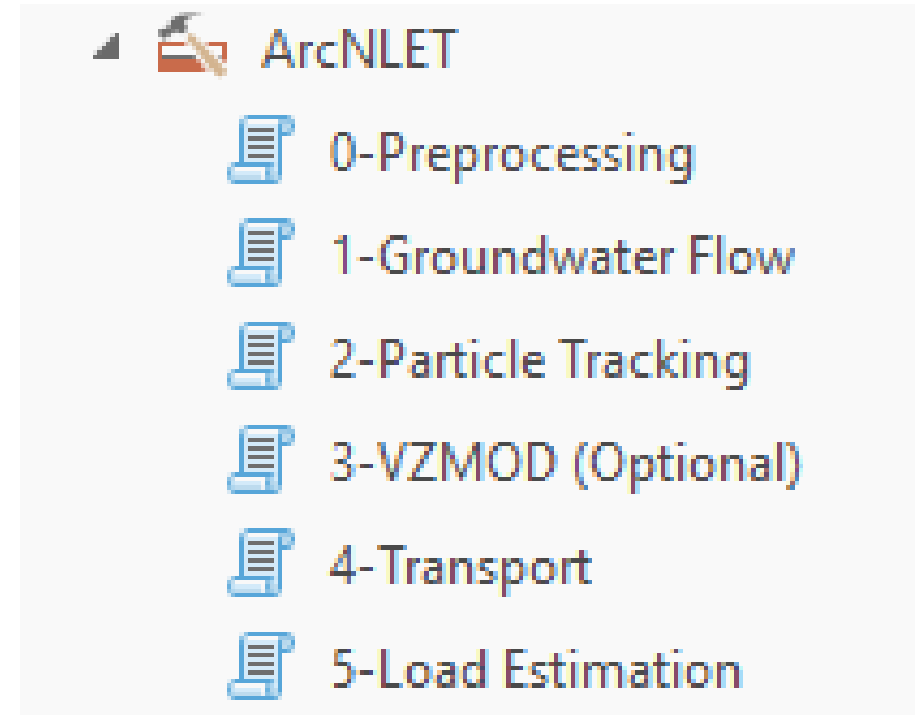 ArcNLET
0-Preprocessing
1-Groundwater Flow
2-Particle Tracking
3-VZMOD (Optional)
4-Transport
5-Load Estimation